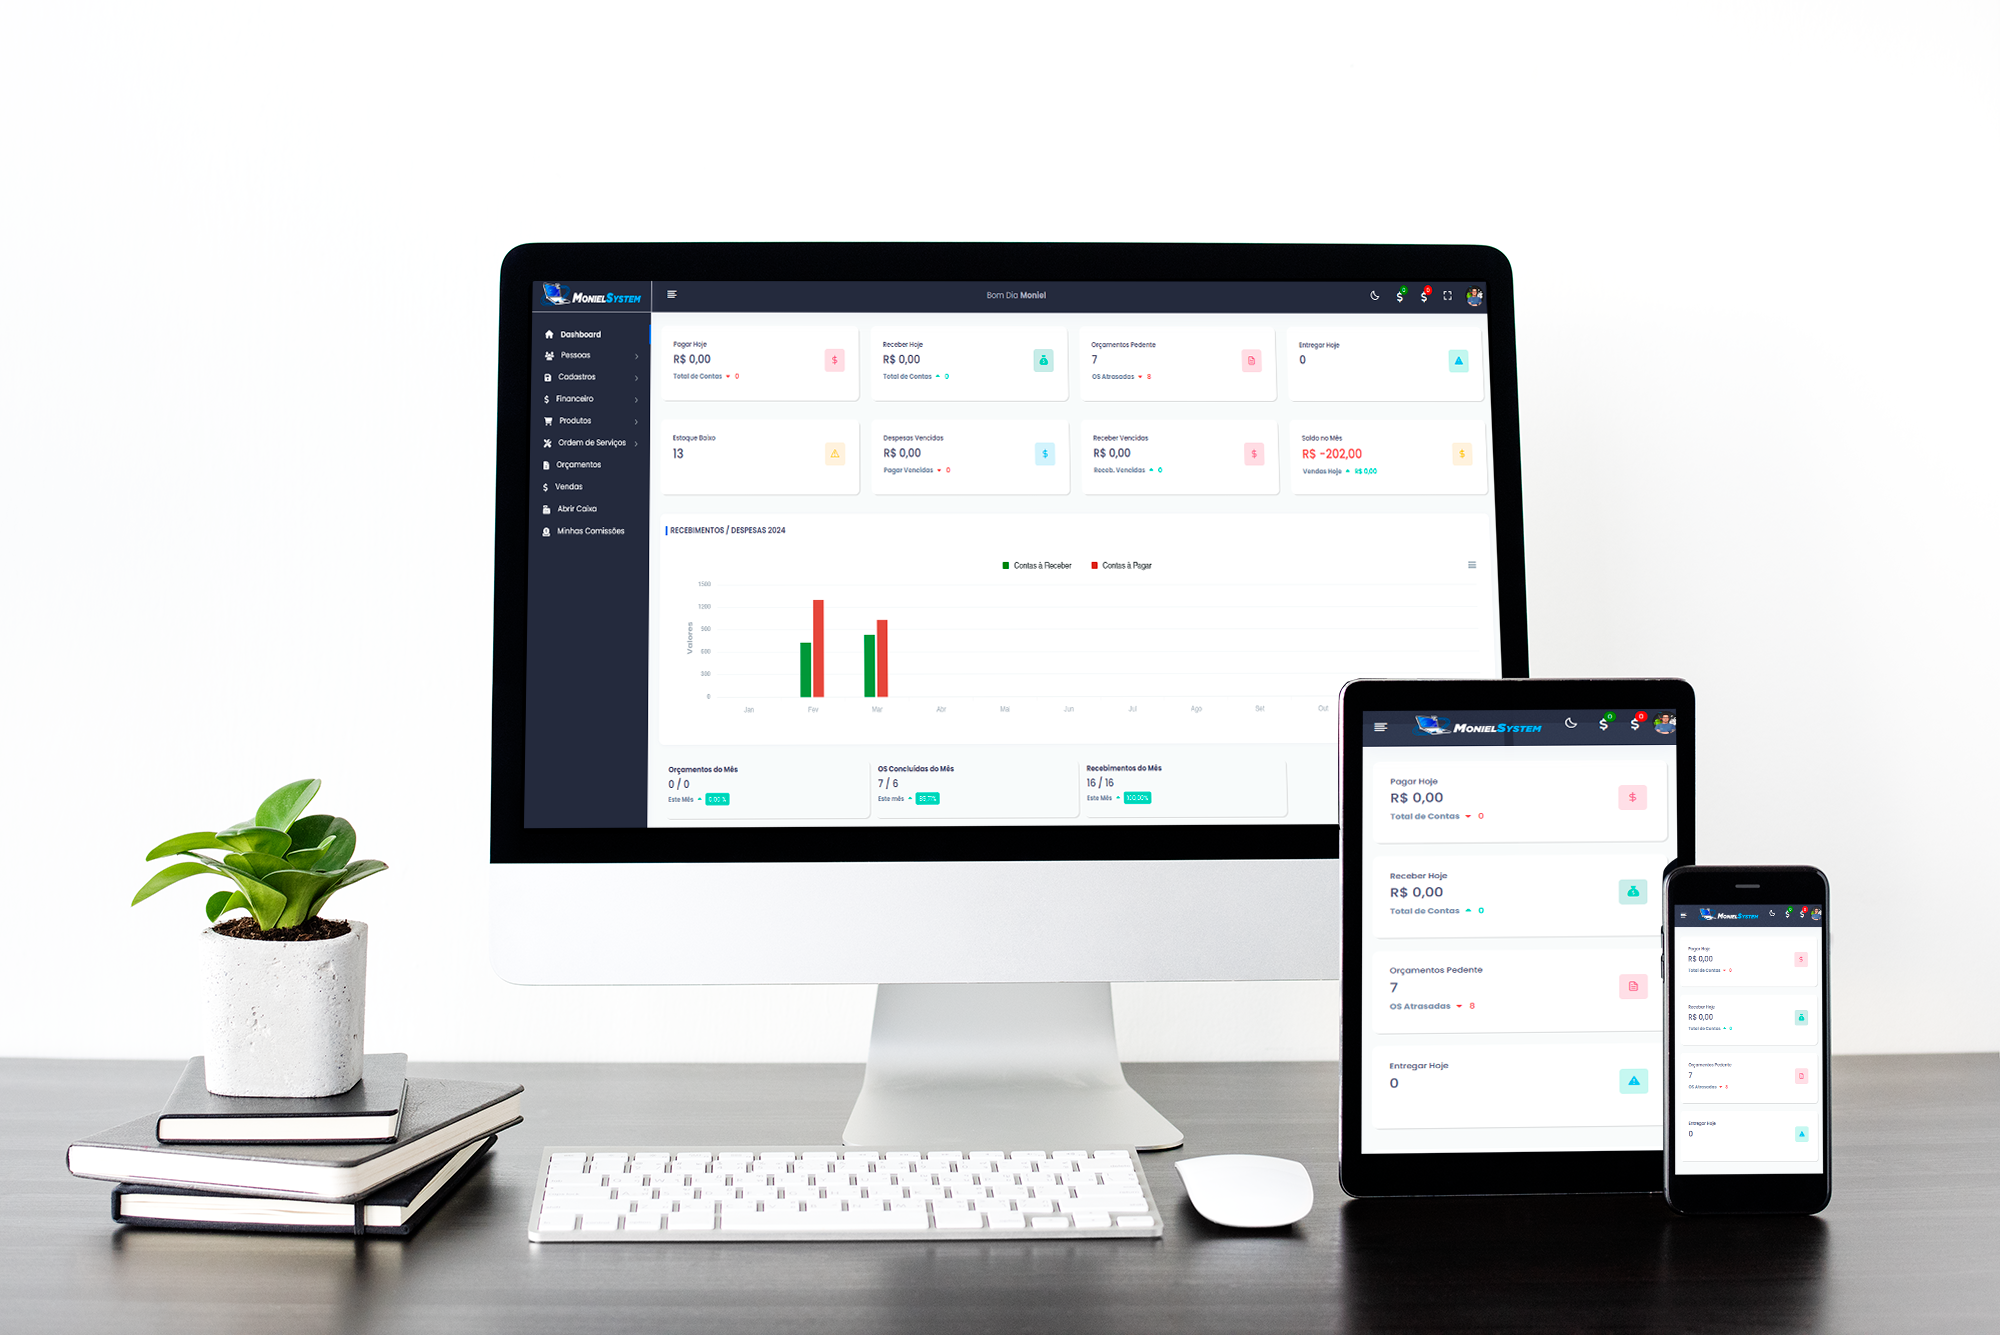 MONIELSYSTEM
Bom Dia Moniel
0
0
Dashboard
Pessoas
Cadastros
Financeiro
Produtos
Ordem de Serviços
Orçamentos
Vendas
Abrir Caixa
Minhas Comissões
Pagar Hoje
R$ 0,00
Total de Contas 0
Receber Hoje
R$ 0,00
Total de Contas 0
Orçamentos Pedente
7
OS Atrasadas 8
Entregar Hoje
0
Estoque Baixo
13
Despesas Vencidas
R$ 0,00
Pagar Vencidas 0
Receber Vencidas
R$ 0,00
Receb. Vencidas 0
Saldo no Mês
R$ -202,00
Vendas Hoje R$ 0,00
RECEBIMENTOS / DESPESAS 2024
Contas à Receber Contas à Pagar
Valores
1500
1200
900
600
300
0
Jan Fev Mar Abr Mai Jun Jul Ago Set Out
Orçamentos do Mês
0 / 0
Este Mês 0.00 %
OS Concluídas do Mês
7 / 6
Este mês
Recebimentos do Mês
16 / 16
Este Mês 100.00%
MONIELSYSTEM
0
0
Pagar Hoje
R$ 0,00
Total de Contas 0
Receber Hoje
R$ 0,00
Total de Contas 0
Orçamentos Pedente
7
OS Atrasadas 8
Entregar Hoje
0
MONIELSYSTEM
Pagar Hoje
R$ 0,00
Total de Contas 0
Receber Hoje
R$ 0,00
Total de Contas 0
Orçamentos Pedente
7
OS Atrasadas 8
Entregar Hoje
0